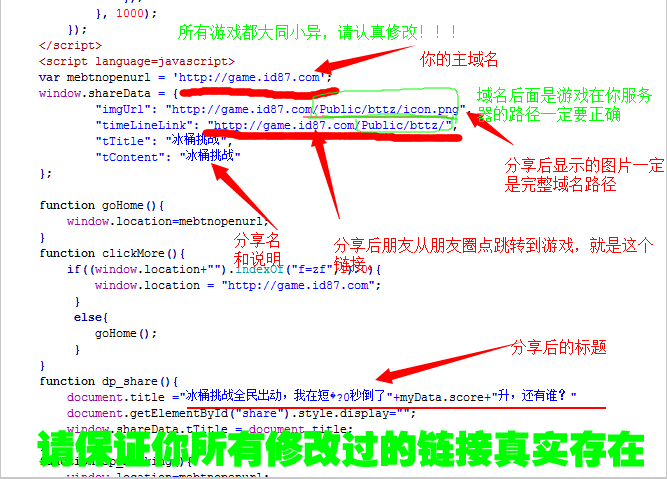 });
}, 1000);
});
所有游戏都大同小异，请认真修改！！！
</script>
<script language=javascript>
你的主域名
var mebtnopenurl = 'http://game.id87.com';
window.shareData = {
"imgUrl": "http://game.id87.com/Public/bttz/icon.png",
域名后面是游戏在你服务
器的路径一定要正确
"timeLineLink": "http://game.id87.com/Public/bttz/",
"tTitle": "冰桶挑战",
"tContent": "冰桶挑战"
分享后显示的图片一定
是完整域名路径
};
function goHome(){
window.location=mebtnopenurl;
}
分享名
和说明
分享后朋友从朋友圈点跳转到游戏，就是这个
链接。
function clickMore(){
if((window.location+"").indexOf("f=zf",
){
window.location = "http://game.id87.com";
}
else{
goHome();
}
}
分享后的标题
function dp_share(){
document.title ="冰桶挑战全民出动，我在短�?0秒倒了"+myData.score+"升，还有谁？"
document.getElementById("share").style.display="";
window.shareData.tTitle = document.title;
请保证你所有修改过的链接真实存在
window.location=mebtnopenurl;